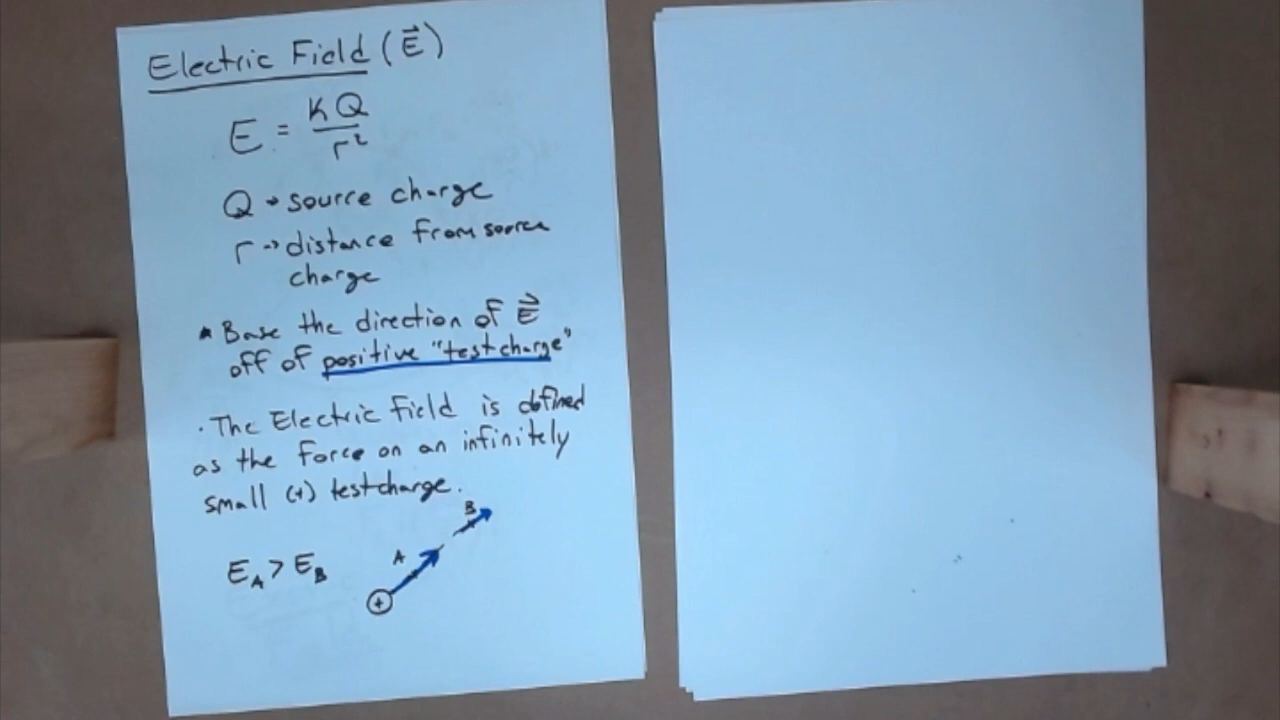 Electric Field (E⃗)
E = KQ/r²
Q → source charge
r → distance from source
charge
* Base the direction of E⃗
off of positive "test charge"
· The Electric Field is defined
as the Force on an infinitely
small (+) test charge.
B
A
E_A > E_B
+